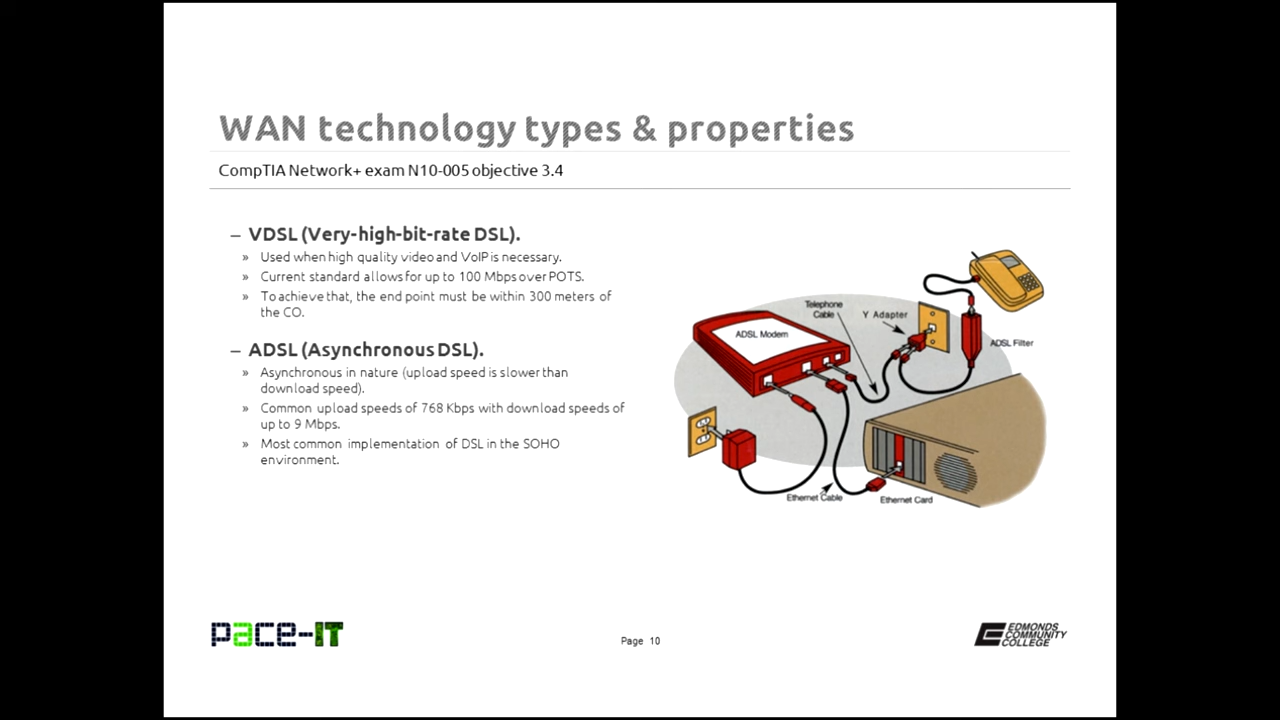 WAN technology types & properties
CompTIA Network+ exam N10-005 objective 3.4
– VDSL (Very-high-bit-rate DSL).
» Used when high quality video and VoIP is necessary.
» Current standard allows for up to 100 Mbps over POTS.
» To achieve that, the end point must be within 300 meters of
the CO.
– ADSL (Asynchronous DSL).
» Asynchronous in nature (upload speed is slower than
download speed).
» Common upload speeds of 768 Kbps with download speeds of
up to 9 Mbps.
» Most common implementation of DSL in the SOHO
environment.
Telephone
Cable
Y Adapter
ADSL Modem
ADSL Filter
Ethernet Cable
Ethernet Card
pace-IT
Page 10
EDMONDS
COMMUNITY
COLLEGE